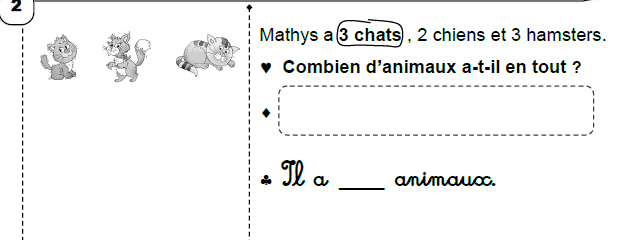 2
Mathys a 3 chats , 2 chiens et 3 hamsters.
♥ Combien d’animaux a-t-il en tout ?
♦
♣ Il a ____ animaux.